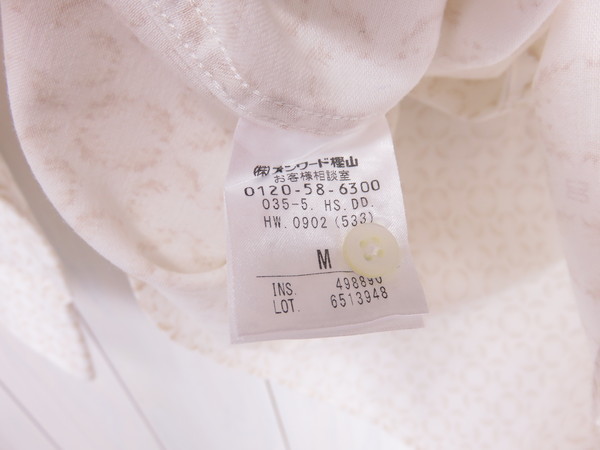 ㈱オンワード樫山
お客様相談室
0120-58-6300
035-5. HS. DD.
HW. 0902 (533)
M
INS. 498890
LOT. 6513948